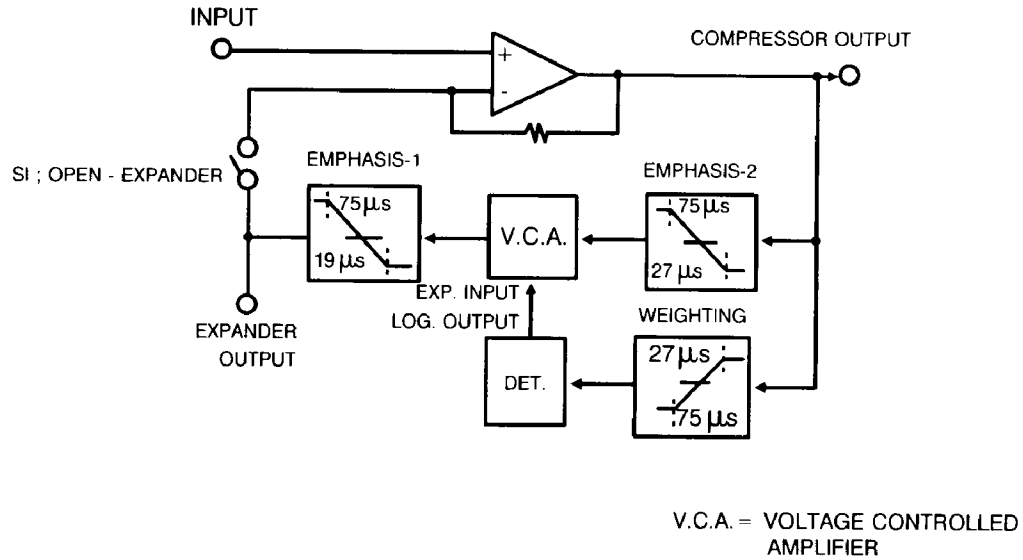 INPUT
COMPRESSOR OUTPUT
+
-
SI ; OPEN - EXPANDER
EMPHASIS-1
EMPHASIS-2
75 µs
19 µs
V.C.A.
75 µs
27 µs
EXP. INPUT
LOG. OUTPUT
WEIGHTING
EXPANDER
OUTPUT
DET.
27 µs
75 µs
V.C.A. = VOLTAGE CONTROLLED
AMPLIFIER